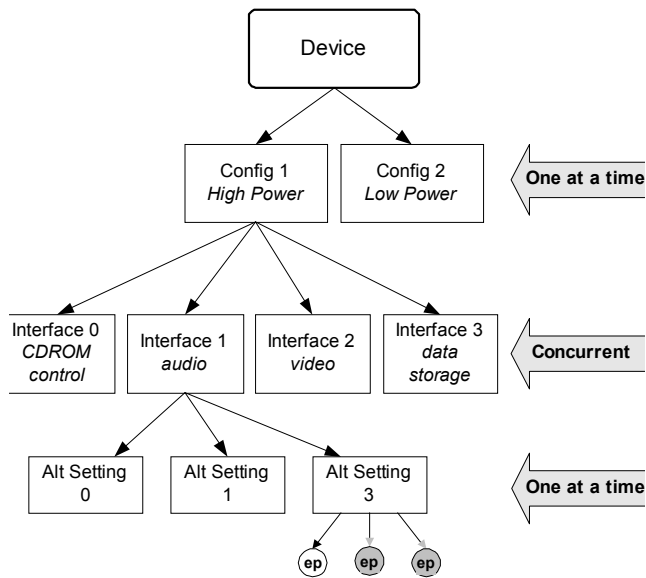 Device
Config 1
High Power
Config 2
Low Power
One at a time
Interface 0
CDROM
control
Interface 1
audio
Interface 2
video
Interface 3
data
storage
Concurrent
Alt Setting
0
Alt Setting
1
Alt Setting
3
One at a time
ep
ep
ep